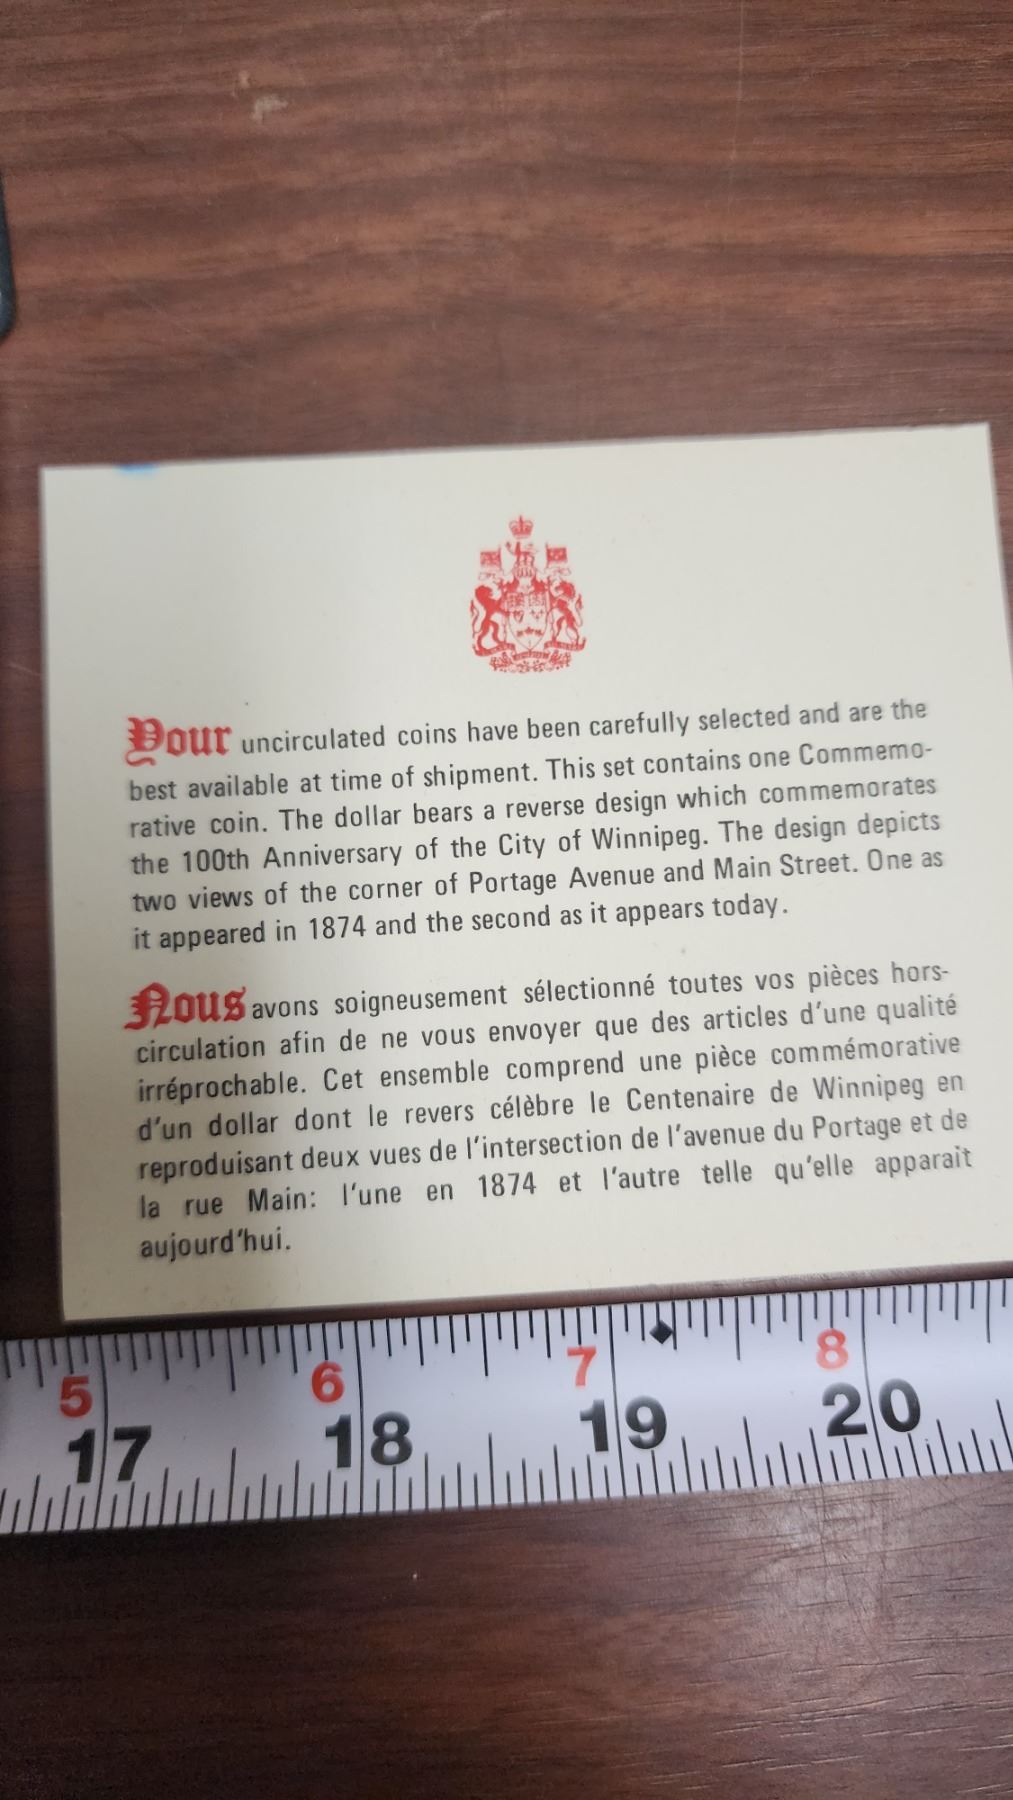 Your uncirculated coins have been carefully selected and are the
best available at time of shipment. This set contains one Commemo-
rative coin. The dollar bears a reverse design which commemorates
the 100th Anniversary of the City of Winnipeg. The design depicts
two views of the corner of Portage Avenue and Main Street. One as
it appeared in 1874 and the second as it appears today.
Nous avons soigneusement sélectionné toutes vos pièces hors-
circulation afin de ne vous envoyer que des articles d'une qualité
irréprochable. Cet ensemble comprend une pièce commémorative
d'un dollar dont le revers célèbre le Centenaire de Winnipeg en
reproduisant deux vues de l'intersection de l'avenue du Portage et de
la rue Main: l'une en 1874 et l'autre telle qu'elle apparaît
aujourd'hui.
5 6 7 8
17 18 19 20